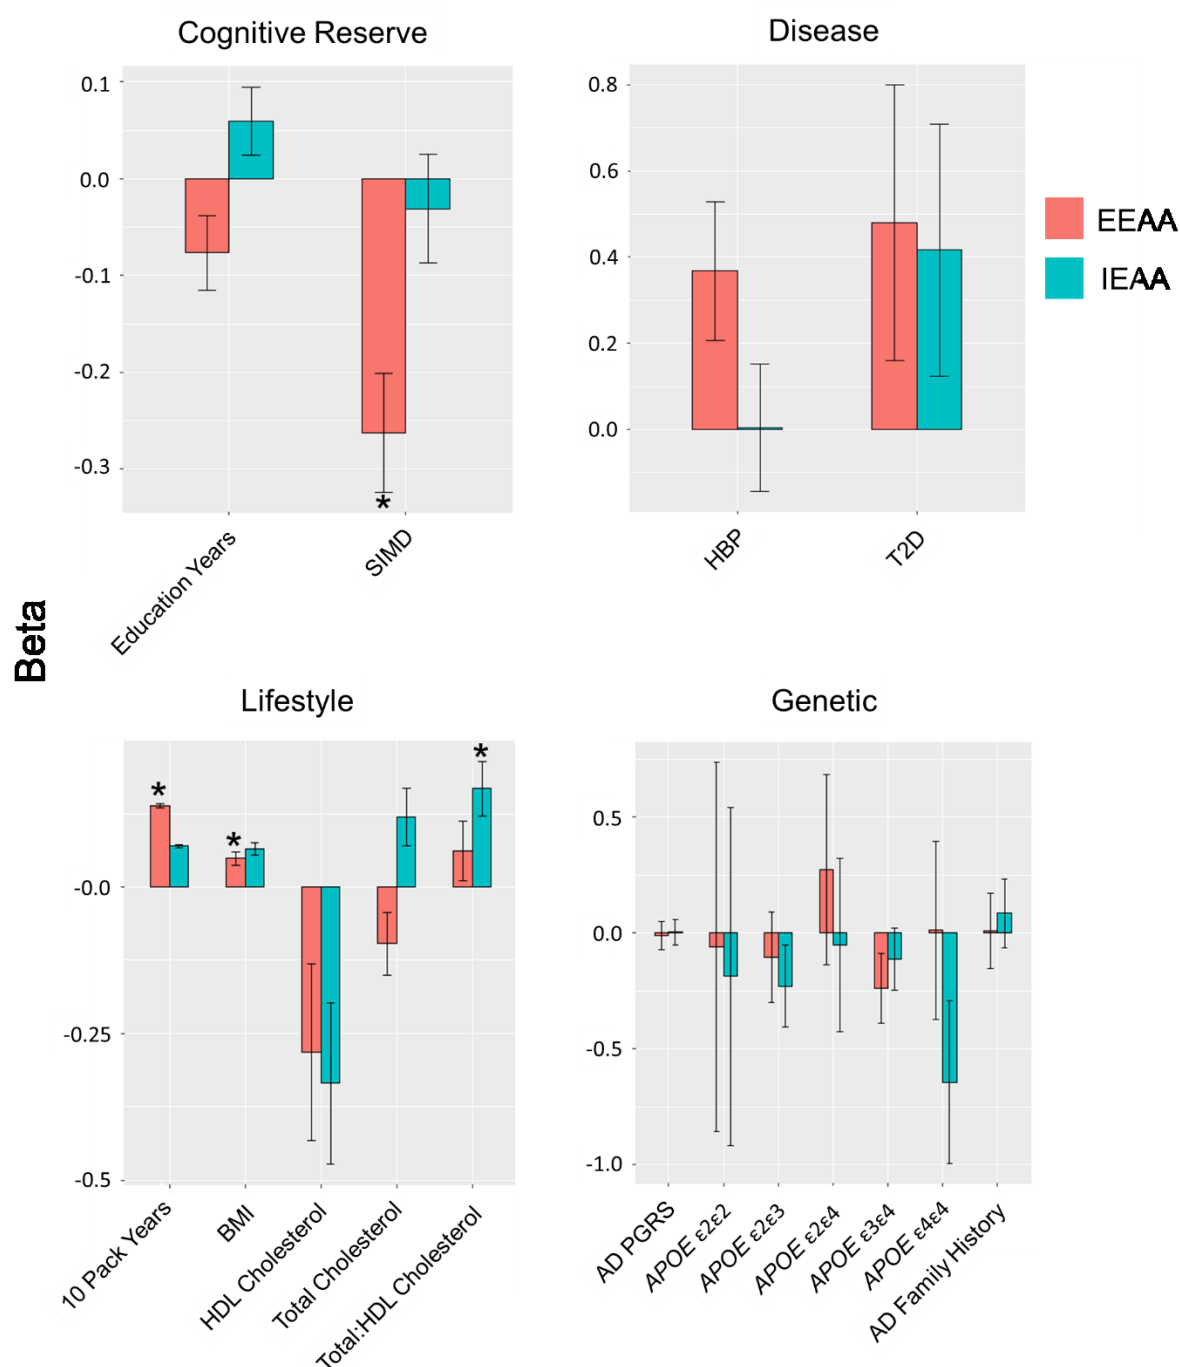 Cognitive Reserve
0.1
0.0
-0.1
-0.2
-0.3
*
Education Years
SIMD
Disease
0.8
0.6
0.4
0.2
0.0
HBP
T2D
EEAA
IEAA
Beta
Lifestyle
-0.0
-0.25
-0.5
*
*
*
10 Pack Years
BMI
HDL Cholesterol
Total Cholesterol
Total:HDL Cholesterol
Genetic
0.5
0.0
-0.5
-1.0
AD PGRS
APOE ε2ε2
APOE ε2ε3
APOE ε2ε4
APOE ε3ε4
APOE ε4ε4
AD Family History